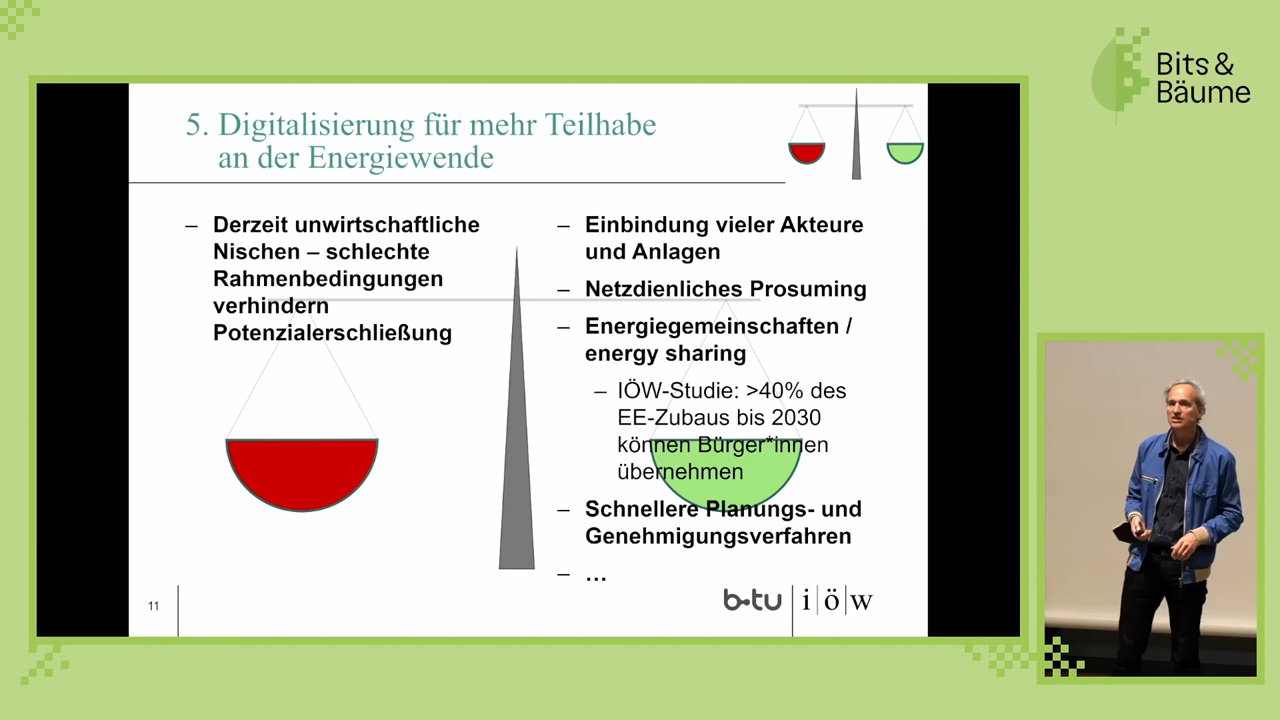 Bits &
Bäume
5. Digitalisierung für mehr Teilhabe
an der Energiewende
– Derzeit unwirtschaftliche
Nischen – schlechte
Rahmenbedingungen
verhindern
Potenzialerschließung
– Einbindung vieler Akteure
und Anlagen
– Netzdienliches Prosuming
– Energiegemeinschaften /
energy sharing
– IÖW-Studie: >40% des
EE-Zubaus bis 2030
können Bürger*innen
übernehmen
– Schnellere Planungs- und
Genehmigungsverfahren
– ...
11
b-tu
i|ö|w